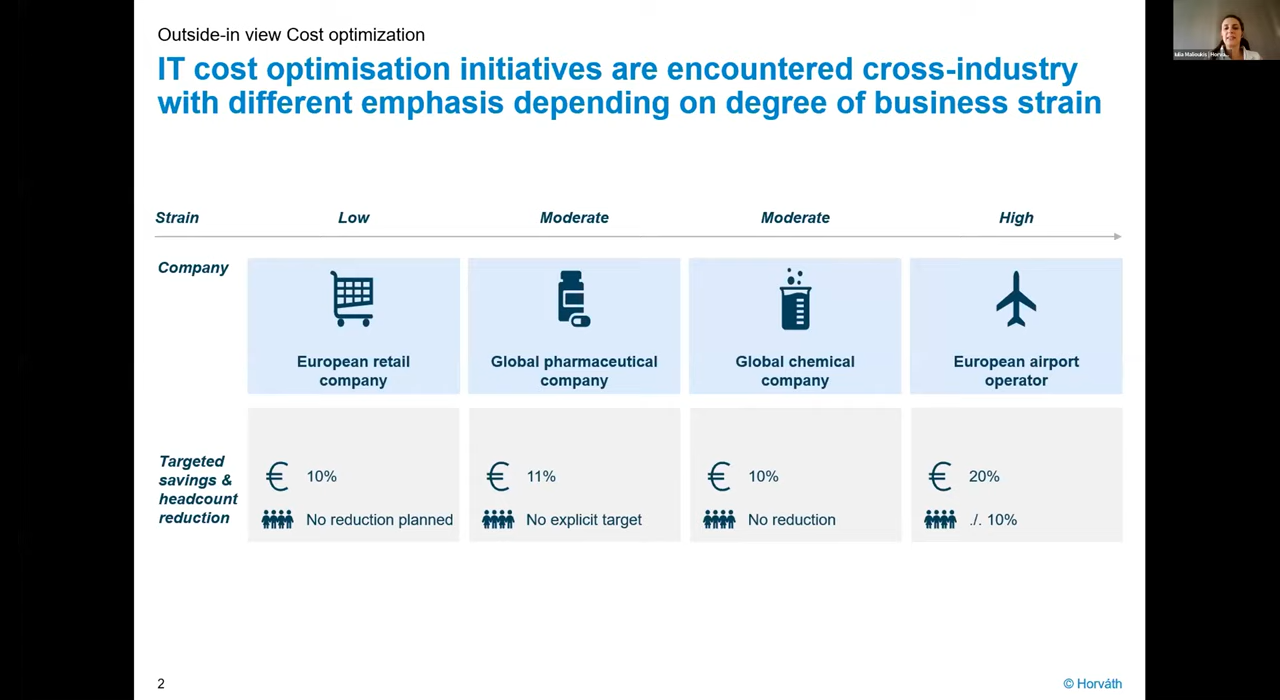 Outside-in view Cost optimization
IT cost optimisation initiatives are encountered cross-industry
with different emphasis depending on degree of business strain
Strain
Low
Moderate
Moderate
High
Company
European retail
company
Global pharmaceutical
company
Global chemical
company
European airport
operator
Targeted
savings &
headcount
reduction
€ 10%
No reduction planned
€ 11%
No explicit target
€ 10%
No reduction
€ 20%
./. 10%
2
© Horváth